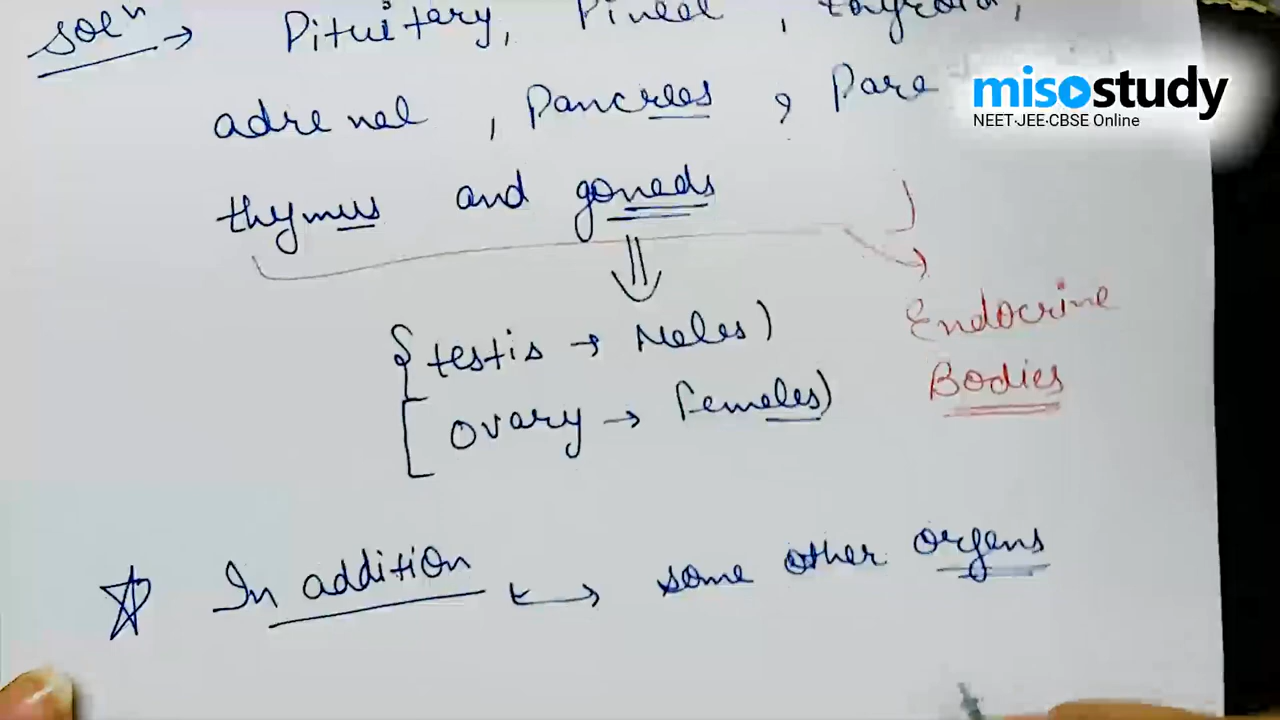 Solⁿ → Pituitary, Pineal, thyroid,
adrenal, Pancreas, Para
thymus and gonads
{testis → Males)
[ovary → Females)
Endocrine
Bodies
☆ In addition ↔ some other organs
misostudy
NEET·JEE·CBSE Online